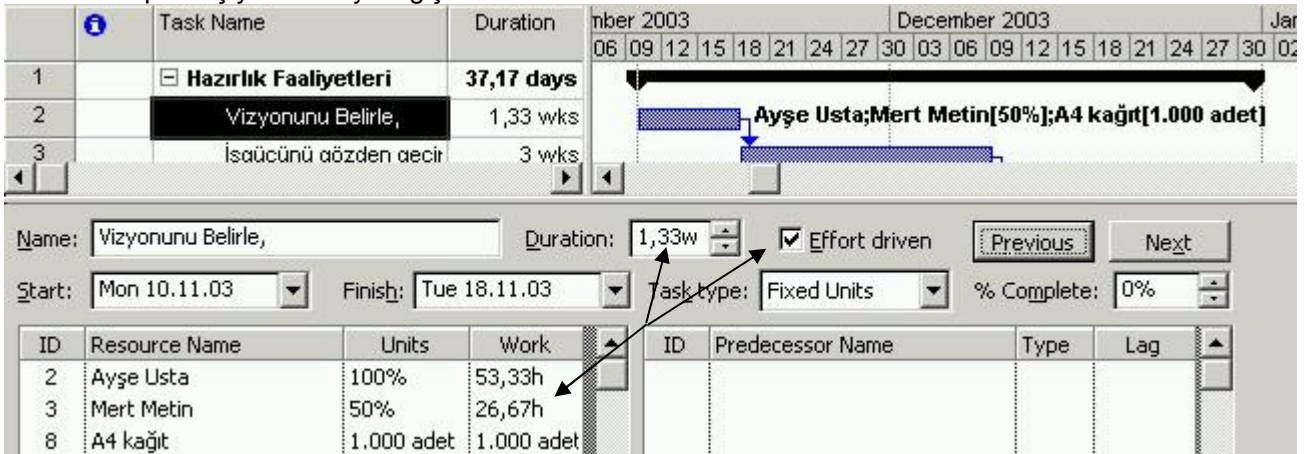 Task Name Duration mber 2003 December 2003 Jan
06 09 12 15 18 21 24 27 30 03 06 09 12 15 18 21 24 27 30 02
1 Hazırlık Faaliyetleri 37,17 days
2 Vizyonunu Belirle, 1,33 wks Ayşe Usta;Mert Metin[50%];A4 kağıt[1.000 adet]
3 İşgücünü gözden geçir 3 wks
Name: Vizyonunu Belirle, Duration: 1,33w Effort driven Previous Next
Start: Mon 10.11.03 Finish: Tue 18.11.03 Task type: Fixed Units % Complete: 0%
ID Resource Name Units Work ID Predecessor Name Type Lag
2 Ayşe Usta 100% 53,33h
3 Mert Metin 50% 26,67h
8 A4 kağıt 1.000 adet 1.000 adet